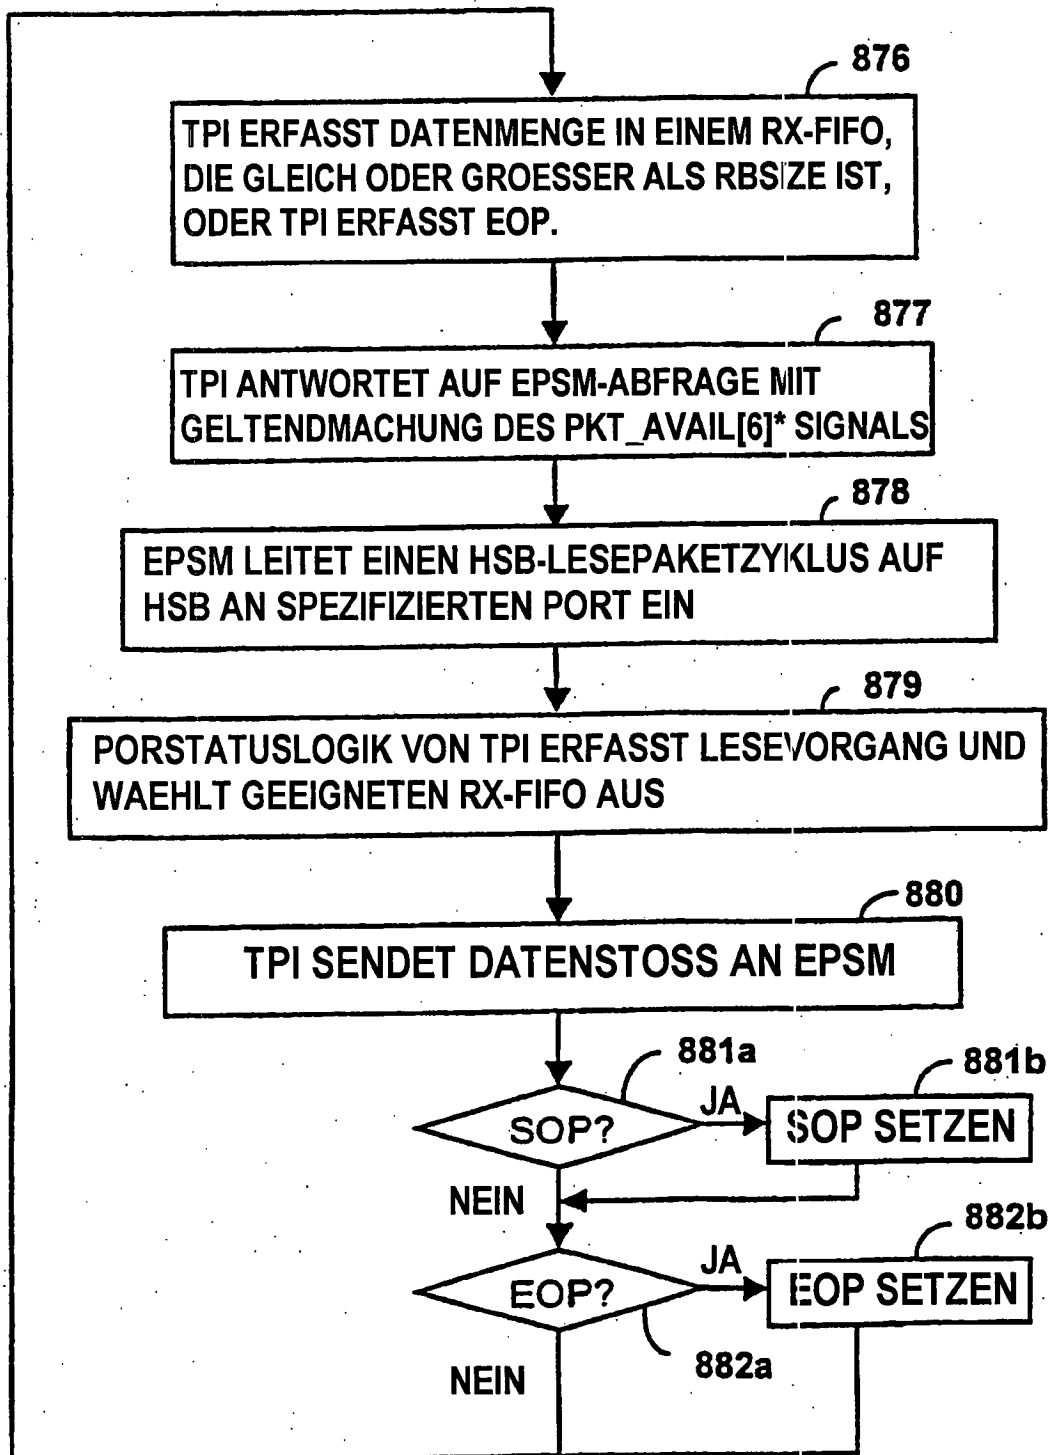 876
TPI ERFASST DATENMENGE IN EINEM RX-FIFO,
DIE GLEICH ODER GROESSER ALS RBSIZE IST,
ODER TPI ERFASST EOP.
877
TPI ANTWORTET AUF EPSM-ABFRAGE MIT
GELTENDMACHUNG DES PKT_AVAIL[6]* SIGNALS
878
EPSM LEITET EINEN HSB-LESEPAKETZYKLUS AUF
HSB AN SPEZIFIZIERTEN PORT EIN
879
PORSTATUSLOGIK VON TPI ERFASST LESEVORGANG UND
WAEHLT GEEIGNETEN RX-FIFO AUS
880
TPI SENDET DATENSTOSS AN EPSM
881a
881b
SOP?
JA
SOP SETZEN
NEIN
882b
EOP?
JA
EOP SETZEN
882a
NEIN